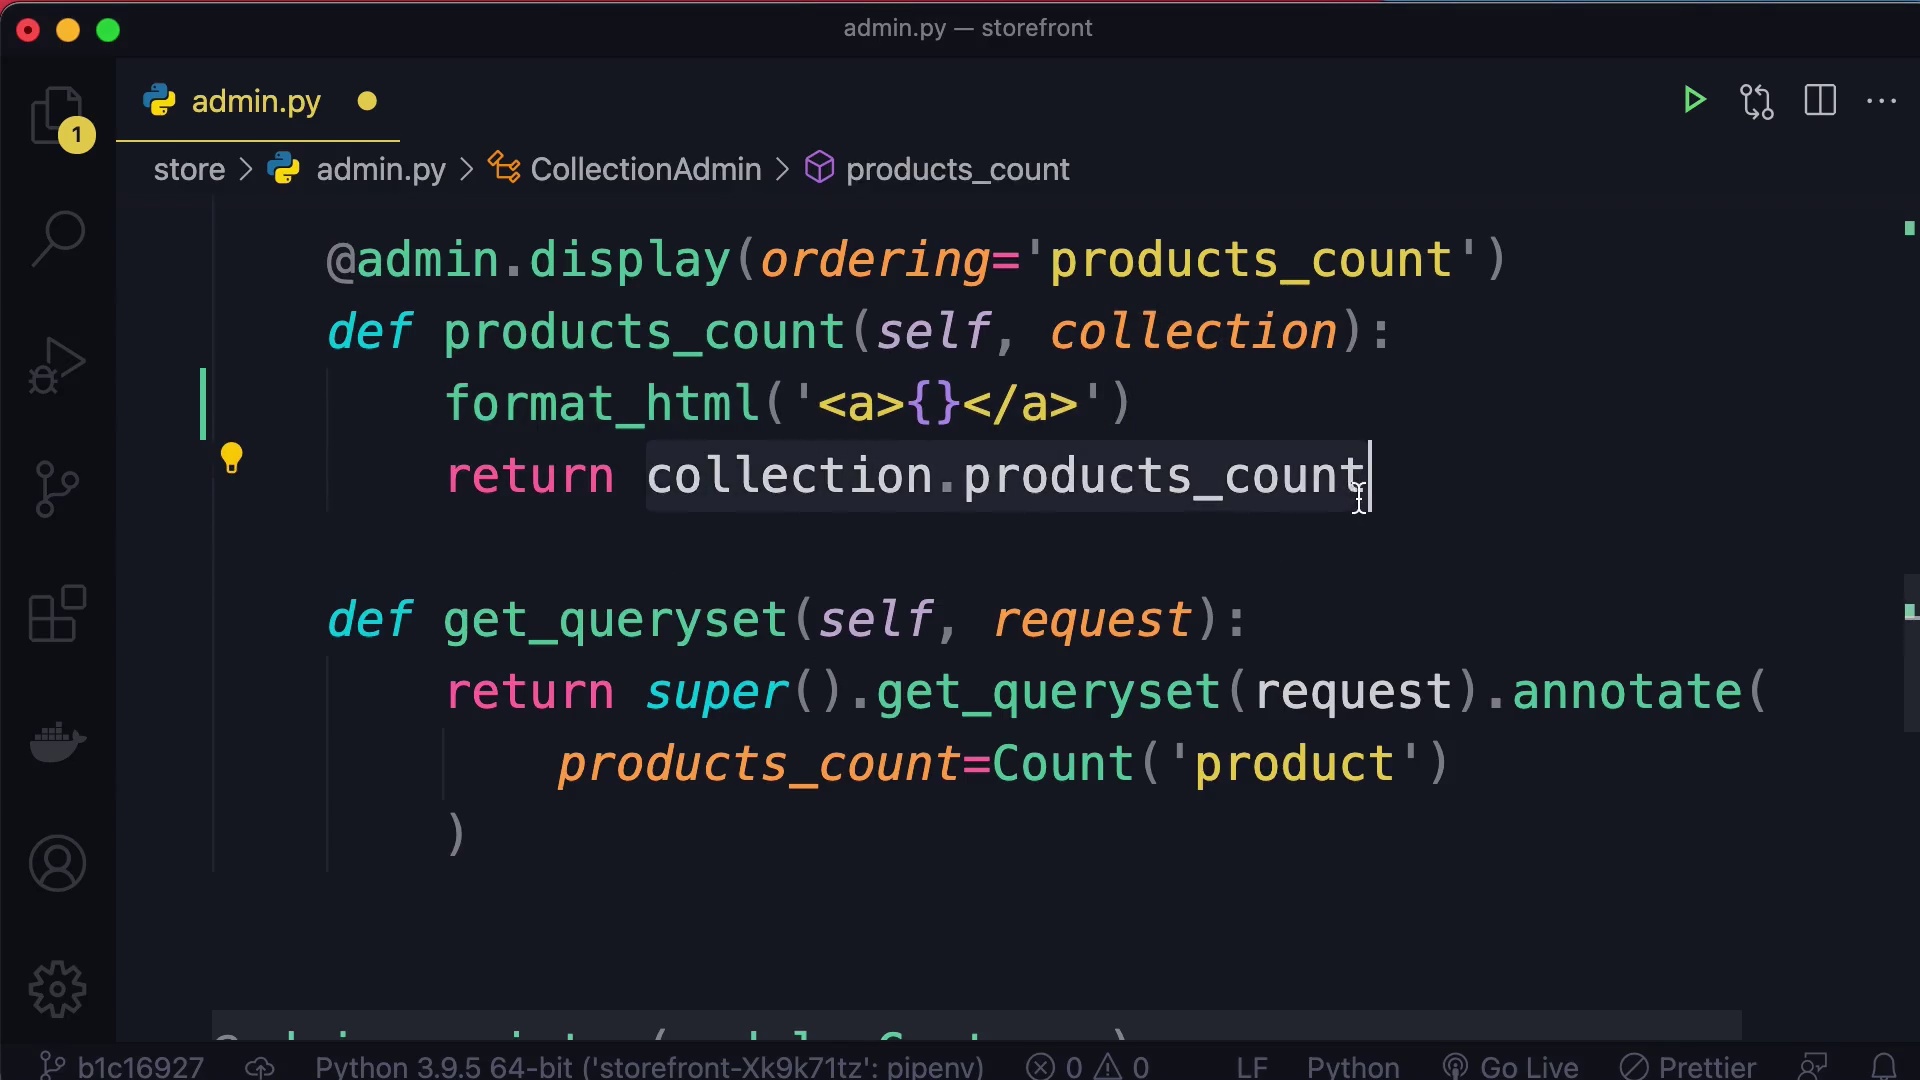 admin.py — storefront
admin.py
1
store > admin.py > CollectionAdmin > products_count
@admin.display(ordering='products_count')
def products_count(self, collection):
format_html('<a>{}</a>')
return collection.products_count
def get_queryset(self, request):
return super().get_queryset(request).annotate(
products_count=Count('product')
)
b1c16927 Python 3.9.5 64-bit ('storefront-Xk9k71tz': pipenv) 0 0 LF Python Go Live Prettier